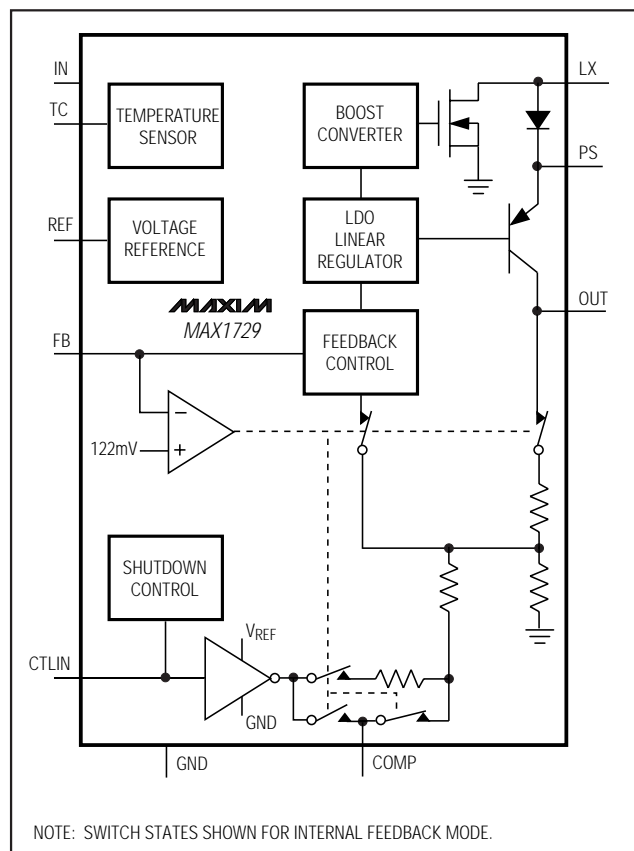 IN
LX
TC
TEMPERATURE
SENSOR
BOOST
CONVERTER
PS
REF
VOLTAGE
REFERENCE
LDO
LINEAR
REGULATOR
MAXIM
MAX1729
OUT
FB
FEEDBACK
CONTROL
−
122mV
+
SHUTDOWN
CONTROL
VREF
CTLIN
GND
GND
COMP
NOTE: SWITCH STATES SHOWN FOR INTERNAL FEEDBACK MODE.